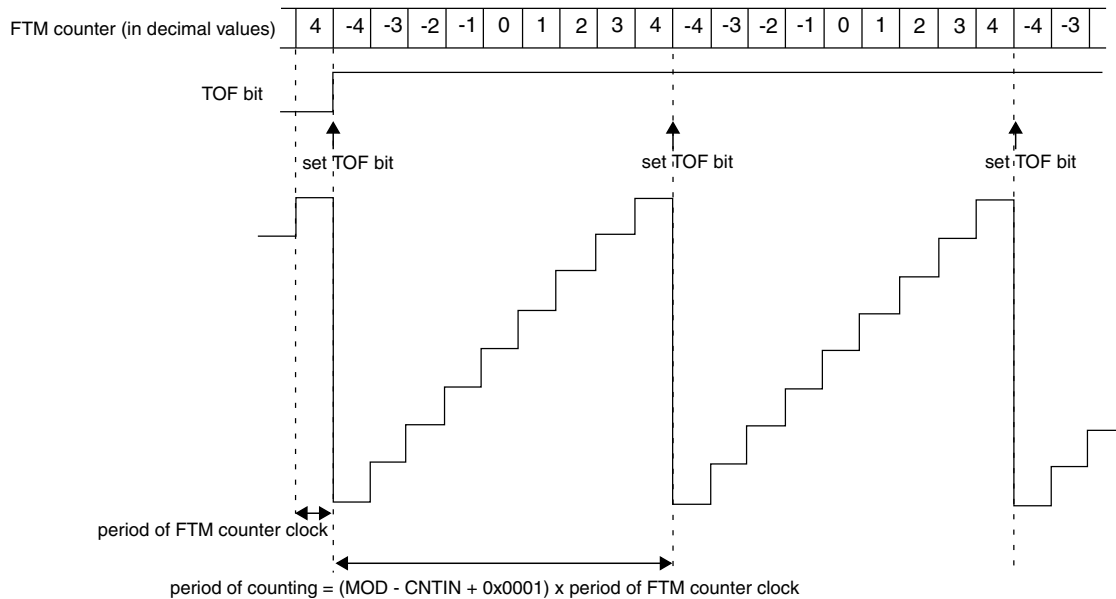 FTM counter (in decimal values) 4 -4 -3 -2 -1 0 1 2 3 4 -4 -3 -2 -1 0 1 2 3 4 -4 -3
TOF bit
set TOF bit set TOF bit set TOF bit
period of FTM counter clock
period of counting = (MOD - CNTIN + 0x0001) x period of FTM counter clock